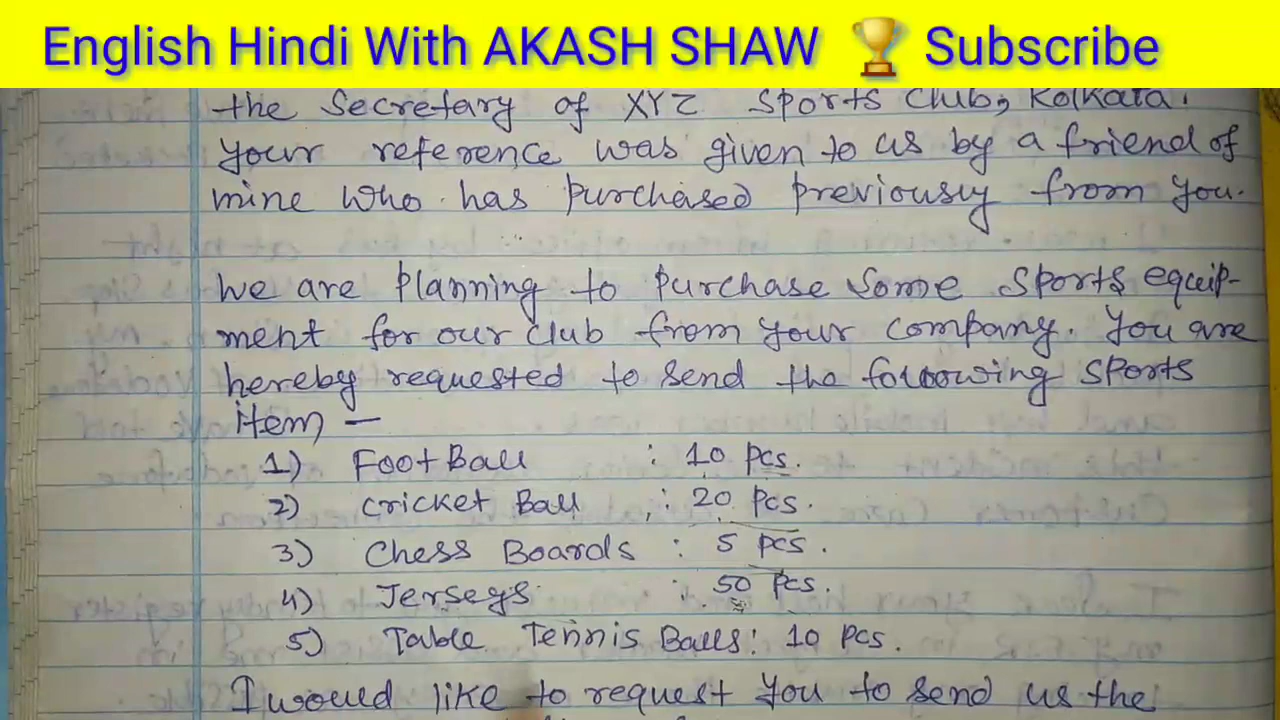 English Hindi With AKASH SHAW 🏆 Subscribe
the Secretary of XYZ Sports Club, Kolkata.
Your reference was given to us by a friend of
mine who has purchased previously from you.
We are planning to purchase some sports equip-
ment for our club from your company. You are
hereby requested to send the following sports
item —
1) FootBall : 10 pcs.
2) Cricket Ball : 20 pcs.
3) Chess Boards : 5 pcs.
4) Jerseys : 50 pcs.
5) Table Tennis Balls : 10 pcs.
I would like to request you to send us the